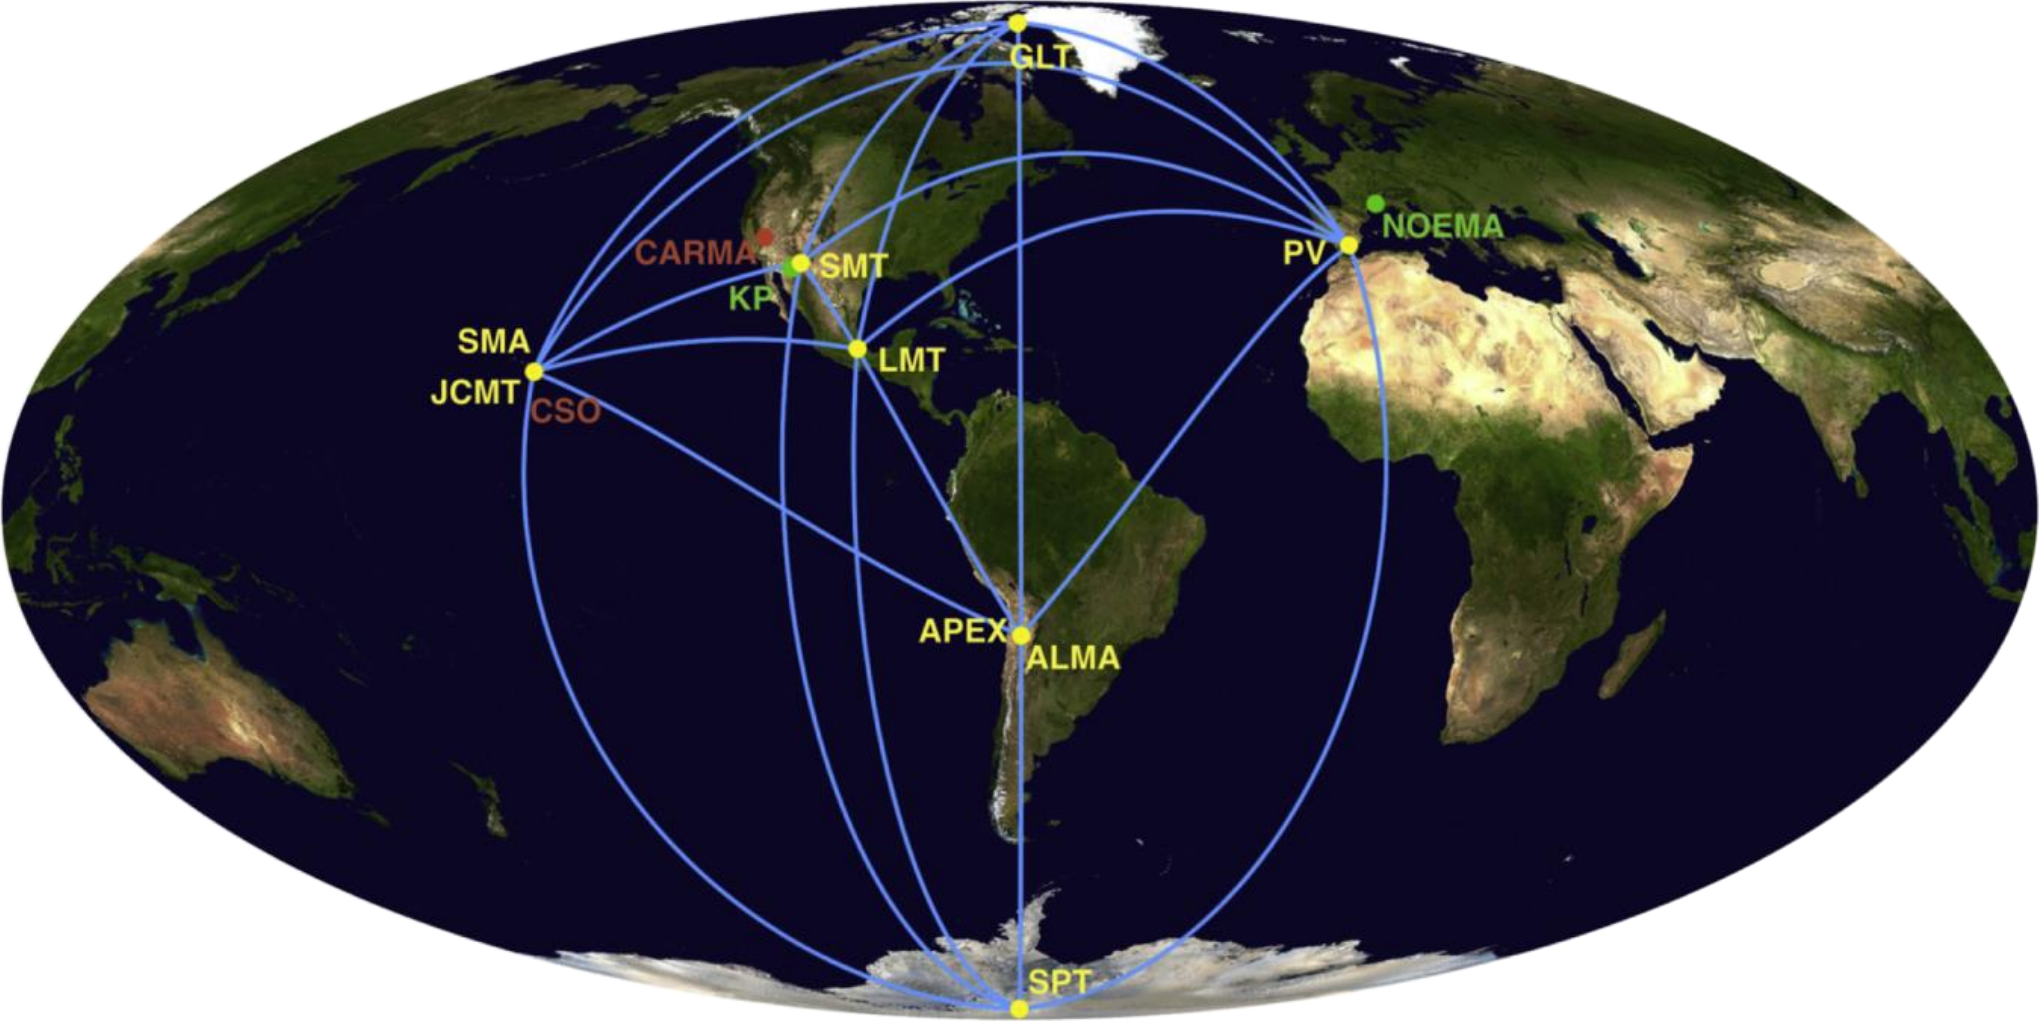 GLT
NOEMA
PV
CARMA
SMT
KP
SMA
LMT
JCMT
CSO
APEX
ALMA
SPT